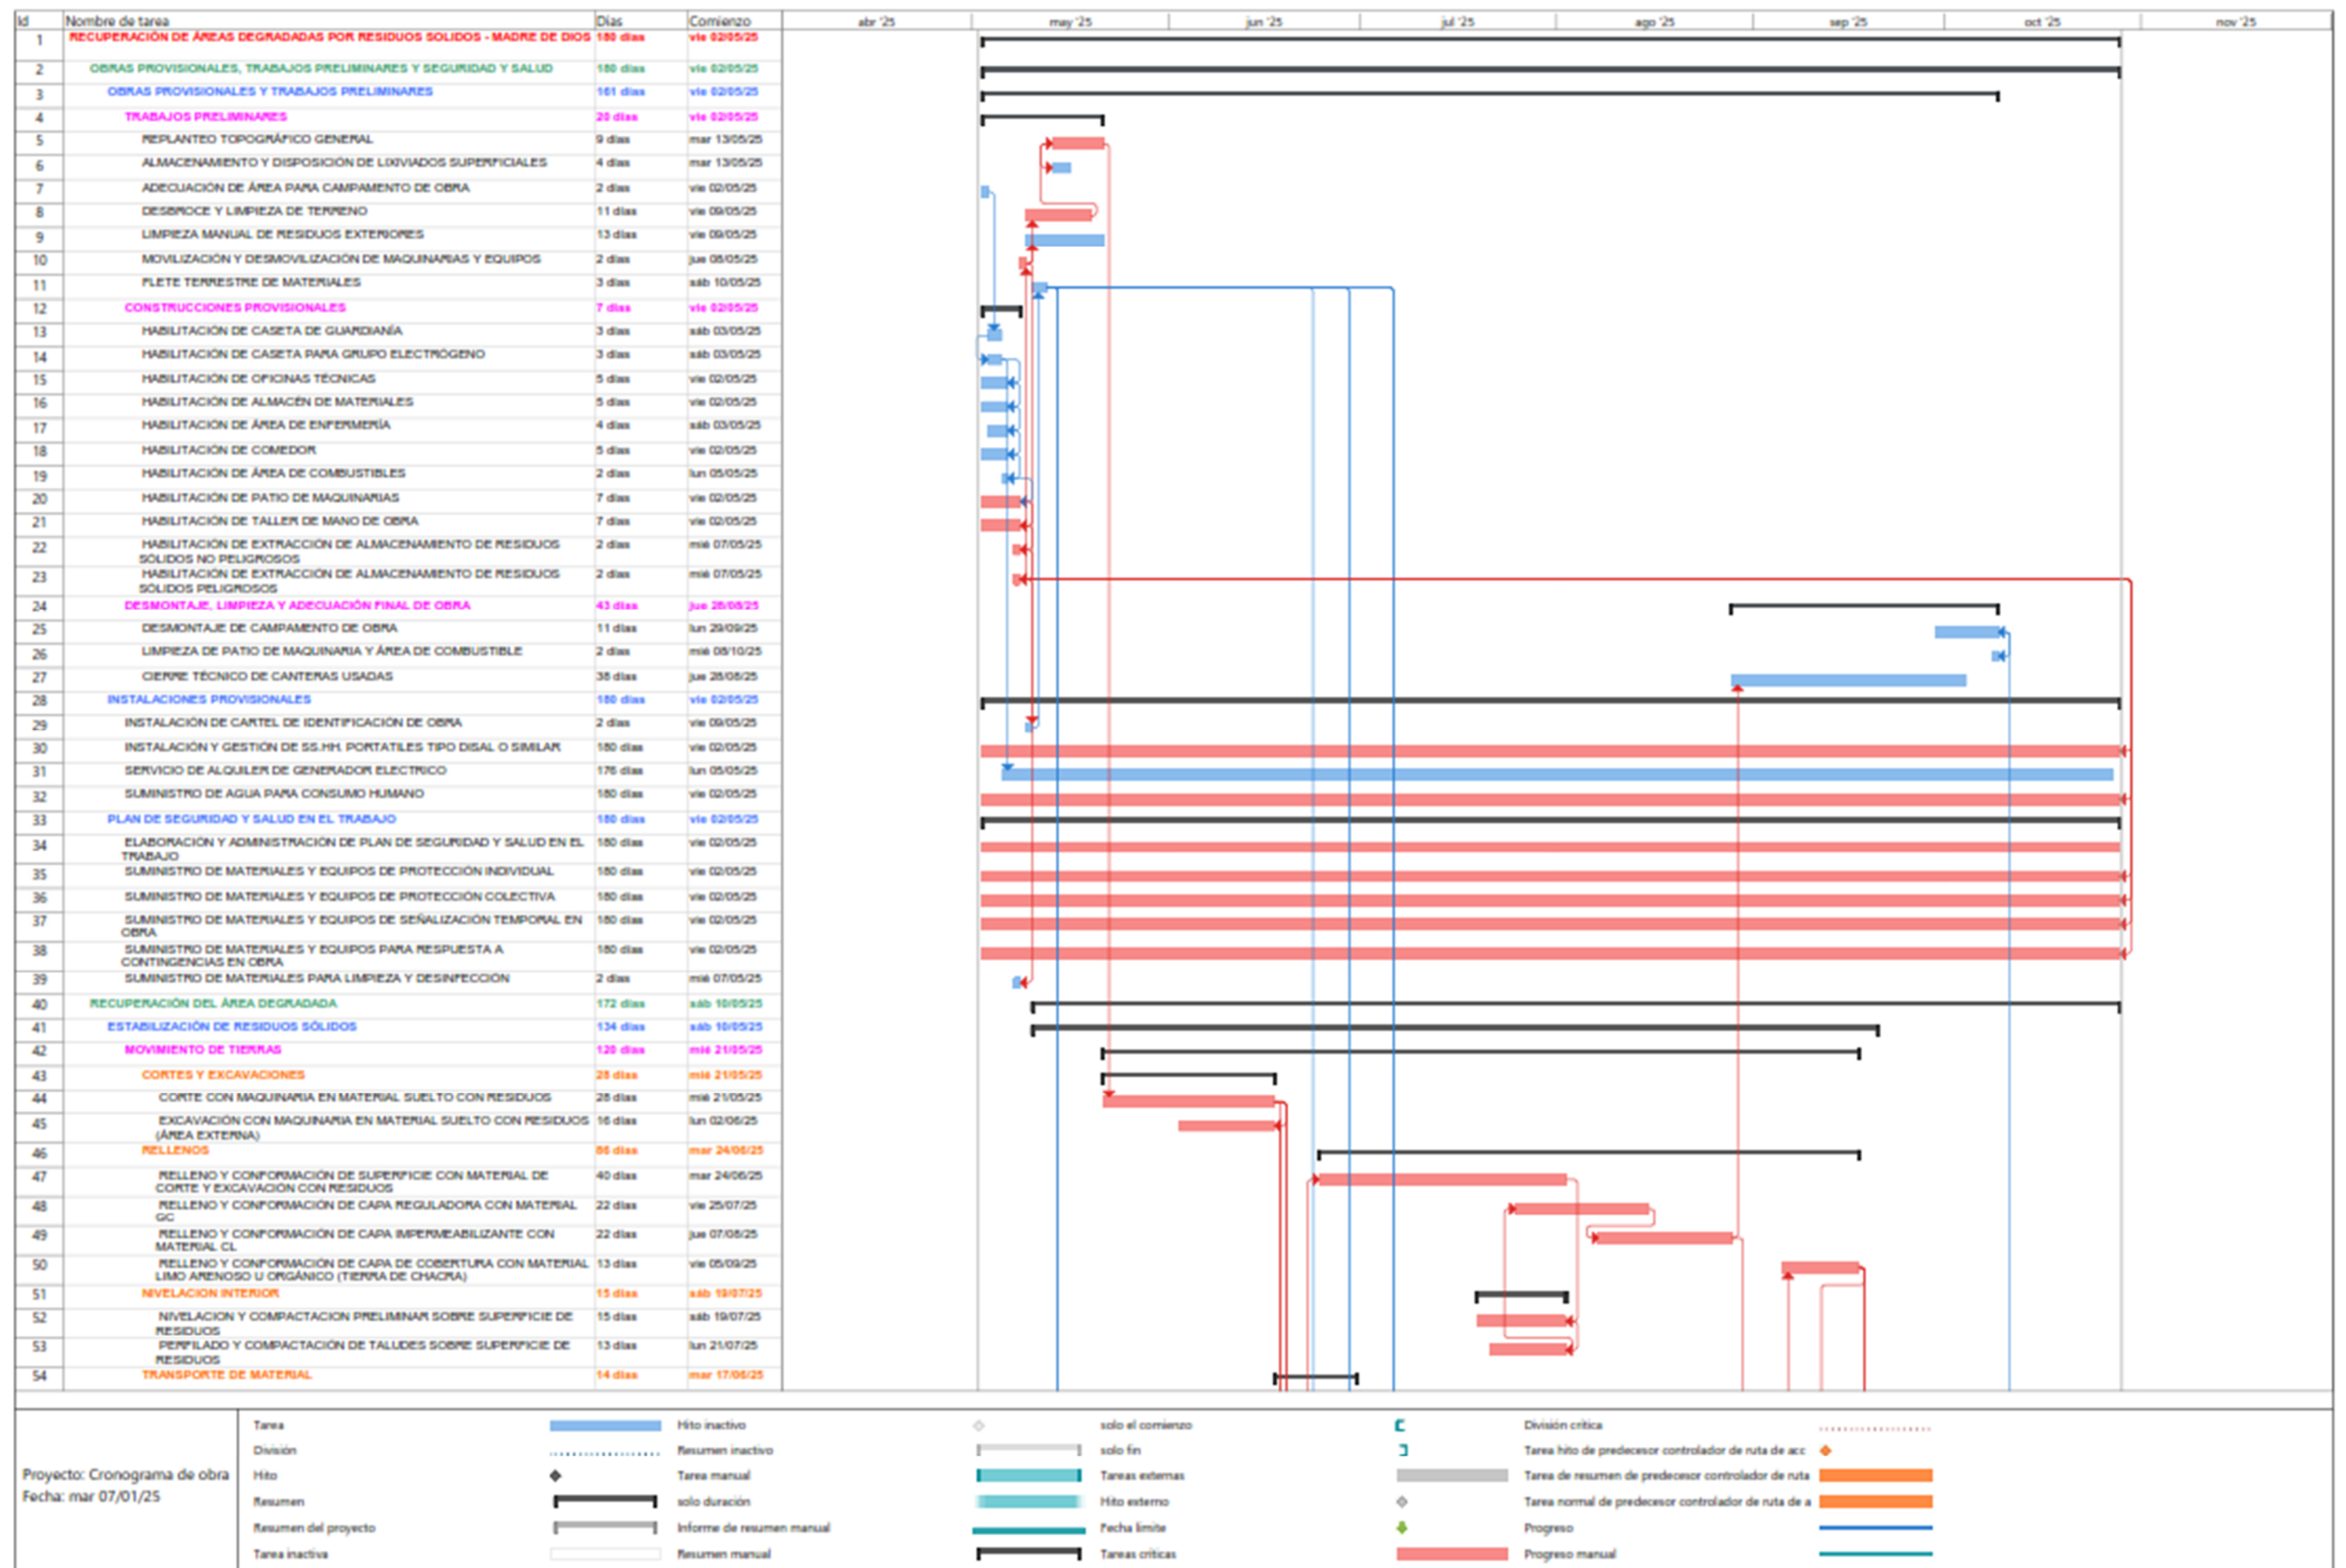 Id Nombre de tarea Días Comienzo abr '25 may '25 jun '25 jul '25 ago '25 sep '25 oct '25 nov '25
1 RECUPERACIÓN DE ÁREAS DEGRADADAS POR RESIDUOS SOLIDOS - MADRE DE DIOS 180 días vie 02/05/25
2 OBRAS PROVISIONALES, TRABAJOS PRELIMINARES Y SEGURIDAD Y SALUD 180 días vie 02/05/25
3 OBRAS PROVISIONALES Y TRABAJOS PRELIMINARES 161 días vie 02/05/25
4 TRABAJOS PRELIMINARES 20 días vie 02/05/25
5 REPLANTEO TOPOGRÁFICO GENERAL 9 días mar 13/05/25
6 ALMACENAMIENTO Y DISPOSICIÓN DE LIXIVIADOS SUPERFICIALES 4 días mar 13/05/25
7 ADECUACIÓN DE ÁREA PARA CAMPAMENTO DE OBRA 2 días vie 02/05/25
8 DESBROCE Y LIMPIEZA DE TERRENO 11 días vie 09/05/25
9 LIMPIEZA MANUAL DE RESIDUOS EXTERIORES 13 días vie 09/05/25
10 MOVILIZACIÓN Y DESMOVILIZACIÓN DE MAQUINARIAS Y EQUIPOS 2 días jue 08/05/25
11 FLETE TERRESTRE DE MATERIALES 3 días sáb 10/05/25
12 CONSTRUCCIONES PROVISIONALES 7 días vie 02/05/25
13 HABILITACIÓN DE CASETA DE GUARDIANÍA 3 días sáb 03/05/25
14 HABILITACIÓN DE CASETA PARA GRUPO ELECTRÓGENO 3 días sáb 03/05/25
15 HABILITACIÓN DE OFICINAS TÉCNICAS 5 días vie 02/05/25
16 HABILITACIÓN DE ALMACÉN DE MATERIALES 5 días vie 02/05/25
17 HABILITACIÓN DE ÁREA DE ENFERMERÍA 4 días sáb 03/05/25
18 HABILITACIÓN DE COMEDOR 5 días vie 02/05/25
19 HABILITACIÓN DE ÁREA DE COMBUSTIBLES 2 días lun 05/05/25
20 HABILITACIÓN DE PATIO DE MAQUINARIAS 7 días vie 02/05/25
21 HABILITACIÓN DE TALLER DE MANO DE OBRA 7 días vie 02/05/25
22 HABILITACIÓN DE EXTRACCIÓN DE ALMACENAMIENTO DE RESIDUOS 2 días mié 07/05/25
SÓLIDOS NO PELIGROSOS
23 HABILITACIÓN DE EXTRACCIÓN DE ALMACENAMIENTO DE RESIDUOS 2 días mié 07/05/25
SÓLIDOS PELIGROSOS
24 DESMONTAJE, LIMPIEZA Y ADECUACIÓN FINAL DE OBRA 43 días jue 28/08/25
25 DESMONTAJE DE CAMPAMENTO DE OBRA 11 días lun 29/09/25
26 LIMPIEZA DE PATIO DE MAQUINARIA Y ÁREA DE COMBUSTIBLE 2 días mié 08/10/25
27 CIERRE TÉCNICO DE CANTERAS USADAS 38 días jue 28/08/25
28 INSTALACIONES PROVISIONALES 180 días vie 02/05/25
29 INSTALACIÓN DE CARTEL DE IDENTIFICACIÓN DE OBRA 2 días vie 09/05/25
30 INSTALACIÓN Y GESTIÓN DE SS.HH. PORTATILES TIPO DISAL O SIMILAR 180 días vie 02/05/25
31 SERVICIO DE ALQUILER DE GENERADOR ELECTRICO 176 días lun 05/05/25
32 SUMINISTRO DE AGUA PARA CONSUMO HUMANO 180 días vie 02/05/25
33 PLAN DE SEGURIDAD Y SALUD EN EL TRABAJO 180 días vie 02/05/25
34 ELABORACIÓN Y ADMINISTRACIÓN DE PLAN DE SEGURIDAD Y SALUD EN EL 180 días vie 02/05/25
TRABAJO
35 SUMINISTRO DE MATERIALES Y EQUIPOS DE PROTECCIÓN INDIVIDUAL 180 días vie 02/05/25
36 SUMINISTRO DE MATERIALES Y EQUIPOS DE PROTECCIÓN COLECTIVA 180 días vie 02/05/25
37 SUMINISTRO DE MATERIALES Y EQUIPOS DE SEÑALIZACIÓN TEMPORAL EN 180 días vie 02/05/25
OBRA
38 SUMINISTRO DE MATERIALES Y EQUIPOS PARA RESPUESTA A 180 días vie 02/05/25
CONTINGENCIAS EN OBRA
39 SUMINISTRO DE MATERIALES PARA LIMPIEZA Y DESINFECCIÓN 2 días mié 07/05/25
40 RECUPERACIÓN DEL ÁREA DEGRADADA 172 días sáb 10/05/25
41 ESTABILIZACIÓN DE RESIDUOS SÓLIDOS 134 días sáb 10/05/25
42 MOVIMIENTO DE TIERRAS 120 días mié 21/05/25
43 CORTES Y EXCAVACIONES 28 días mié 21/05/25
44 CORTE CON MAQUINARIA EN MATERIAL SUELTO CON RESIDUOS 28 días mié 21/05/25
45 EXCAVACIÓN CON MAQUINARIA EN MATERIAL SUELTO CON RESIDUOS 16 días lun 02/06/25
(ÁREA EXTERNA)
46 RELLENOS 86 días mar 24/06/25
47 RELLENO Y CONFORMACIÓN DE SUPERFICIE CON MATERIAL DE 40 días mar 24/06/25
CORTE Y EXCAVACIÓN CON RESIDUOS
48 RELLENO Y CONFORMACIÓN DE CAPA REGULADORA CON MATERIAL 22 días vie 25/07/25
GC
49 RELLENO Y CONFORMACIÓN DE CAPA IMPERMEABILIZANTE CON 22 días jue 07/08/25
MATERIAL CL
50 RELLENO Y CONFORMACIÓN DE CAPA DE COBERTURA CON MATERIAL 13 días vie 05/09/25
LIMO ARENOSO U ORGÁNICO (TIERRA DE CHACRA)
51 NIVELACION INTERIOR 15 días sáb 19/07/25
52 NIVELACION Y COMPACTACION PRELIMINAR SOBRE SUPERFICIE DE 15 días sáb 19/07/25
RESIDUOS
53 PERFILADO Y COMPACTACIÓN DE TALUDES SOBRE SUPERFICIE DE 13 días lun 21/07/25
RESIDUOS
54 TRANSPORTE DE MATERIAL 14 días mar 17/06/25
Proyecto: Cronograma de obra
Fecha: mar 07/01/25
Tarea Hito inactivo solo el comienzo División crítica
División Resumen inactivo solo fin Tarea hito de predecesor controlador de ruta de acc
Hito Tarea manual Tareas externas Tarea de resumen de predecesor controlador de ruta
Resumen solo duración Hito externo Tarea normal de predecesor controlador de ruta de a
Resumen del proyecto Informe de resumen manual Fecha límite Progreso
Tarea inactiva Resumen manual Tareas críticas Progreso manual